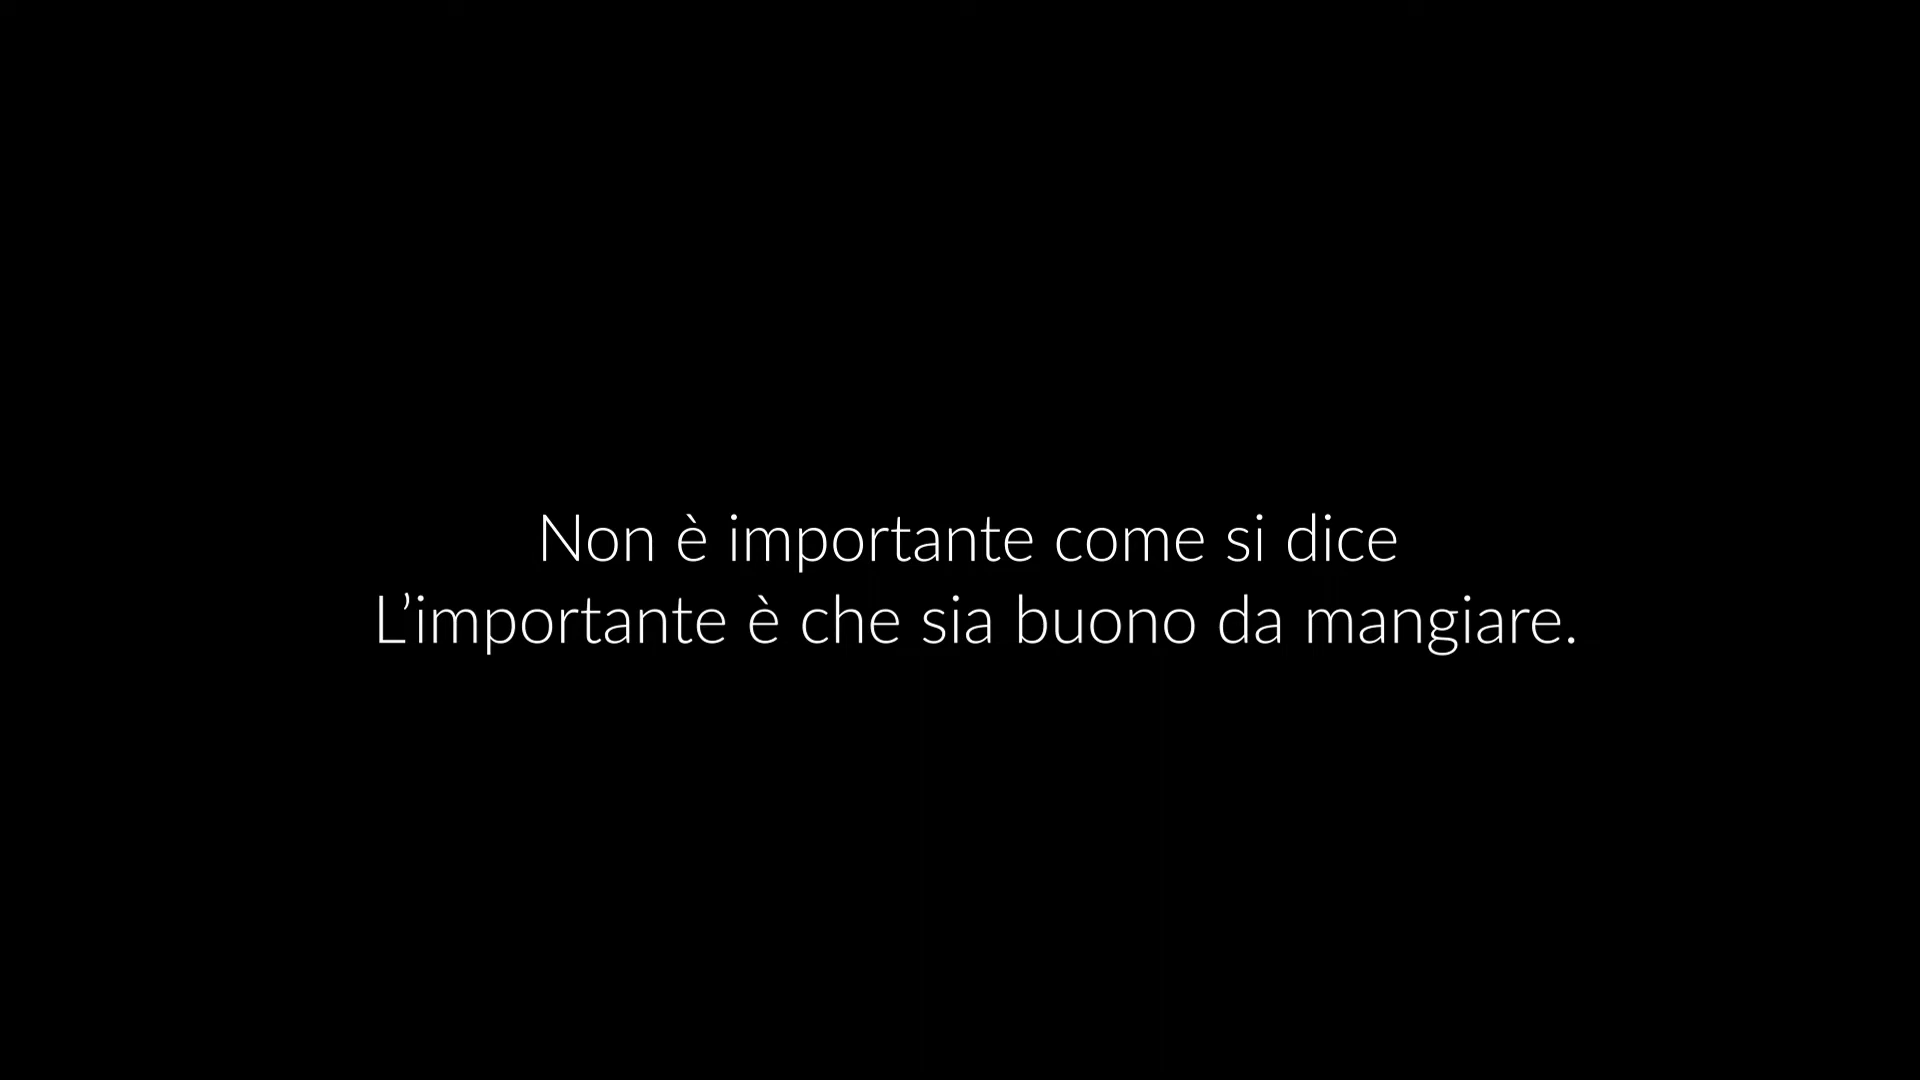 Non è importante come si dice
L’importante è che sia buono da mangiare.